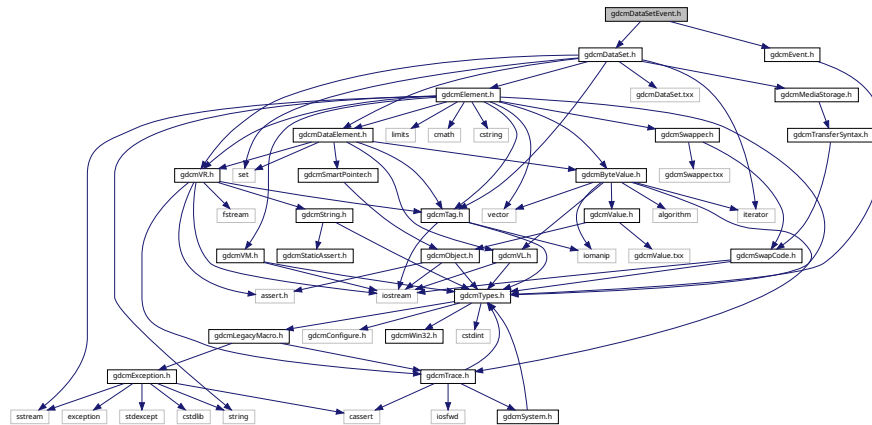 gdcmDataSetEvent.h
gdcmDataSet.h
gdcmEvent.h
gdcmElement.h
gdcmDataSet.txx
gdcmMediaStorage.h
gdcmDataElement.h
limits
cmath
cstring
gdcmSwapper.h
gdcmTransferSyntax.h
gdcmVR.h
set
gdcmSmartPointer.h
gdcmByteValue.h
gdcmSwapper.txx
fstream
gdcmString.h
gdcmTag.h
vector
gdcmValue.h
algorithm
iterator
gdcmVM.h
gdcmStaticAssert.h
gdcmObject.h
gdcmVL.h
iomanip
gdcmValue.txx
gdcmSwapCode.h
assert.h
iostream
gdcmTypes.h
gdcmLegacyMacro.h
gdcmConfigure.h
gdcmWin32.h
cstdint
gdcmException.h
gdcmTrace.h
sstream
exception
stdexcept
cstdlib
string
cassert
iosfwd
gdcmSystem.h